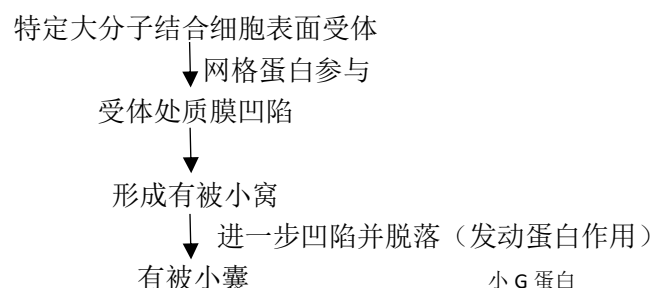 特定大分子结合细胞表面受体
网格蛋白参与
受体处质膜凹陷
形成有被小窝
进一步凹陷并脱落（发动蛋白作用）
有被小囊 小 G 蛋白